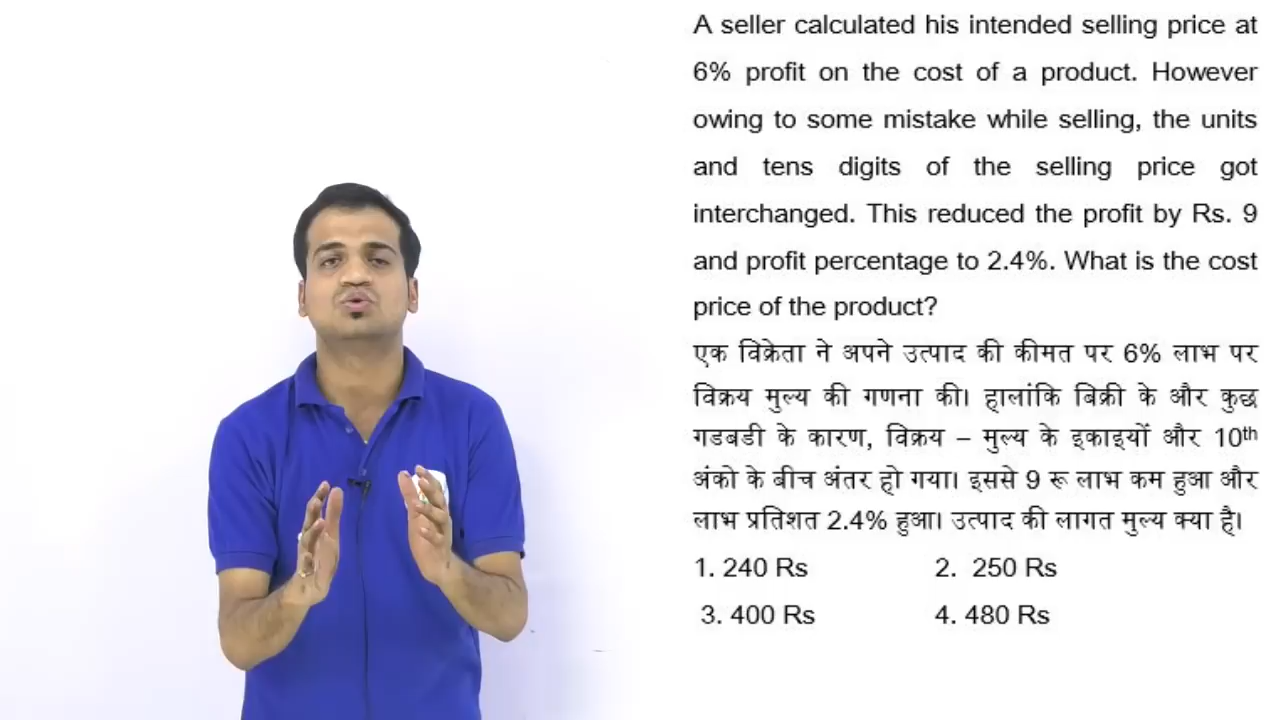 A seller calculated his intended selling price at
6% profit on the cost of a product. However
owing to some mistake while selling, the units
and tens digits of the selling price got
interchanged. This reduced the profit by Rs. 9
and profit percentage to 2.4%. What is the cost
price of the product?
एक विक्रेता ने अपने उत्पाद की कीमत पर 6% लाभ पर
विक्रय मुल्य की गणना की। हालांकि बिक्री के और कुछ
गडबडी के कारण, विक्रय – मुल्य के इकाइयों और 10th
अंको के बीच अंतर हो गया। इससे 9 रू लाभ कम हुआ और
लाभ प्रतिशत 2.4% हुआ। उत्पाद की लागत मुल्य क्या है।
1. 240 Rs 2. 250 Rs
3. 400 Rs 4. 480 Rs